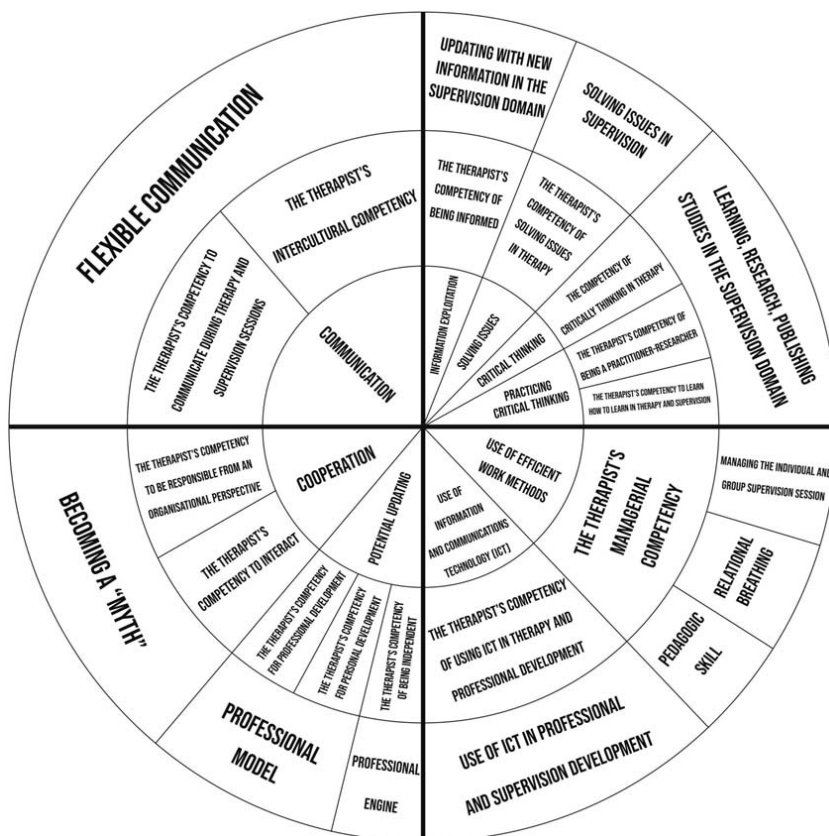 UPDATING WITH NEW
INFORMATION IN THE
SUPERVISION DOMAIN
SOLVING ISSUES IN
SUPERVISION
LEARNING, RESEARCH, PUBLISHING
STUDIES IN THE SUPERVISION DOMAIN
THE THERAPIST'S
COMPETENCY OF
BEING INFORMED
THE THERAPIST'S
COMPETENCY OF
SOLVING ISSUES
IN THERAPY
THE COMPETENCY OF
CRITICALLY THINKING IN THERAPY
THE THERAPIST'S COMPETENCY OF
BEING A PRACTITIONER-RESEARCHER
THE THERAPIST'S COMPETENCY TO LEARN
HOW TO LEARN IN THERAPY AND SUPERVISION
INFORMATION EXPLOITATION
SOLVING ISSUES
CRITICAL THINKING
PRACTICING
CRITICAL THINKING
USE OF EFFICIENT
WORK METHODS
USE OF
INFORMATION
AND COMMUNICATIONS
TECHNOLOGY (ICT)
THE THERAPIST'S
MANAGERIAL
COMPETENCY
THE THERAPIST'S COMPETENCY
OF USING ICT IN THERAPY AND
PROFESSIONAL DEVELOPMENT
MANAGING THE INDIVIDUAL AND
GROUP SUPERVISION SESSION
RELATIONAL
BREATHING
PEDAGOGIC
SKILL
USE OF ICT IN PROFESSIONAL
AND SUPERVISION DEVELOPMENT
COOPERATION
POTENTIAL UPDATING
THE THERAPIST'S COMPETENCY
TO BE RESPONSIBLE FROM AN
ORGANISATIONAL PERSPECTIVE
THE THERAPIST'S
COMPETENCY TO INTERACT
THE THERAPIST'S COMPETENCY
FOR PROFESSIONAL DEVELOPMENT
THE THERAPIST'S COMPETENCY
FOR PERSONAL DEVELOPMENT
THE THERAPIST'S COMPETENCY
OF BEING INDEPENDENT
BECOMING A “MYTH”
PROFESSIONAL
MODEL
PROFESSIONAL
ENGINE
COMMUNICATION
THE THERAPIST'S COMPETENCY TO
COMMUNICATE DURING THERAPY AND
SUPERVISION SESSIONS
THE THERAPIST'S
INTERCULTURAL COMPETENCY
FLEXIBLE COMMUNICATION